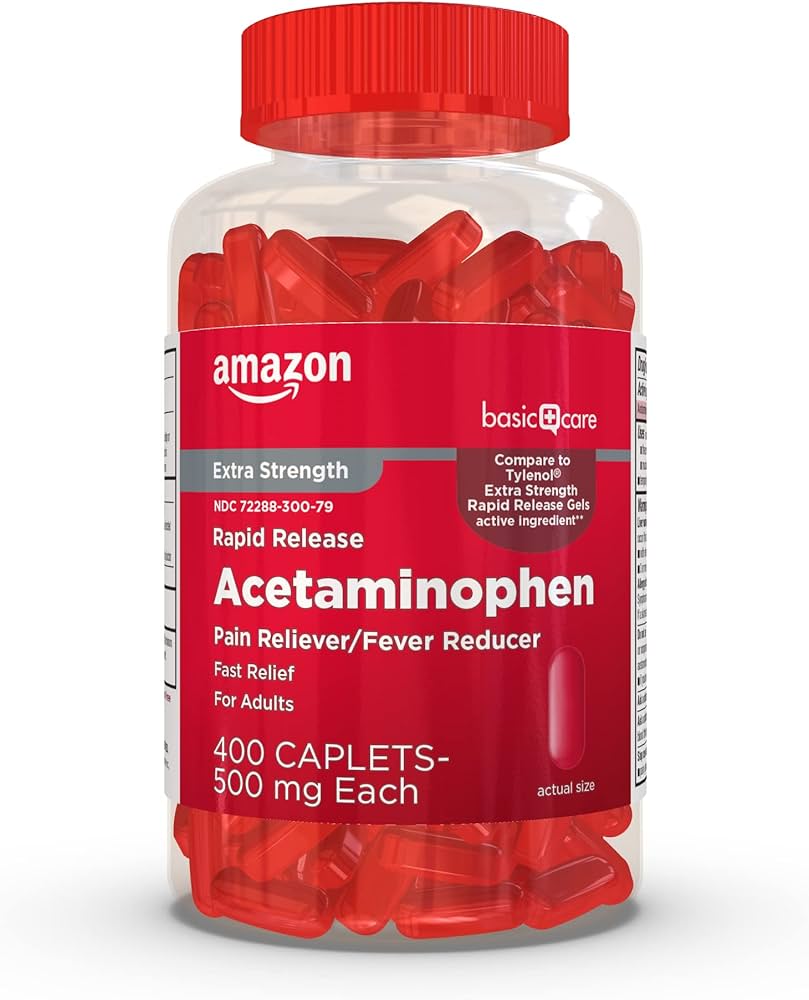 amazon
basic care
Extra Strength
Compare to
Tylenol®
Extra Strength
Rapid Release Gels
active ingredient**
NDC 72288-300-79
Rapid Release
Acetaminophen
Pain Reliever/Fever Reducer
Fast Relief
For Adults
400 CAPLETS-
500 mg Each
actual size